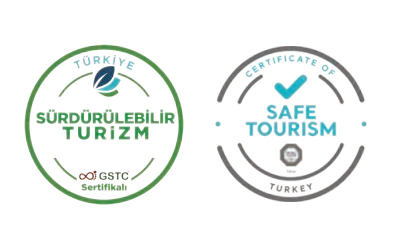 TÜRKİYE
SÜRDÜRÜLEBİLİR
TURİZM
GSTC
Sertifikalı
CERTIFICATE OF
SAFE
TOURISM
TURKEY